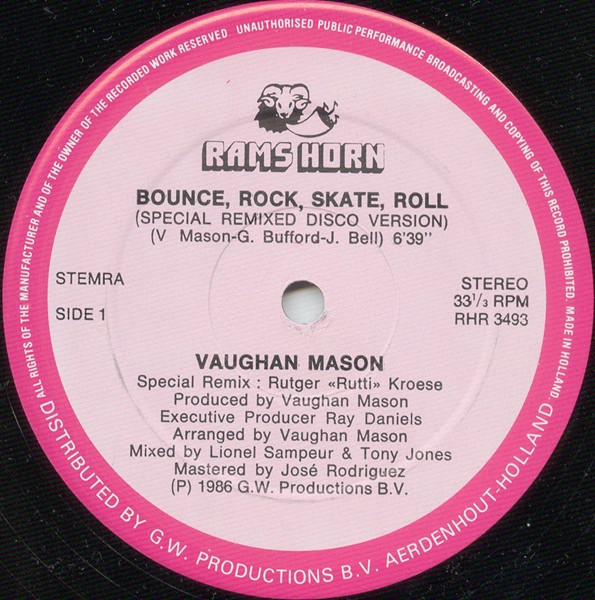 ALL RIGHTS OF THE MANUFACTURER AND OF THE OWNER OF THE RECORDED WORK RESERVED UNAUTHORISED PUBLIC PERFORMANCE BROADCASTING AND COPYING OF THIS RECORD PROHIBITED. MADE IN HOLLAND.
RAMS HORN
BOUNCE, ROCK, SKATE, ROLL
(SPECIAL REMIXED DISCO VERSION)
(V Mason-G. Bufford-J. Bell) 6'39"
STEMRA
SIDE 1
STEREO
33 1/3 RPM
RHR 3493
VAUGHAN MASON
Special Remix : Rutger «Rutti» Kroese
Produced by Vaughan Mason
Executive Producer Ray Daniels
Arranged by Vaughan Mason
Mixed by Lionel Sampeur & Tony Jones
Mastered by José Rodriguez
(P) 1986 G.W. Productions B.V.
DISTRIBUTED BY G.W. PRODUCTIONS B.V. AERDENHOUT-HOLLAND